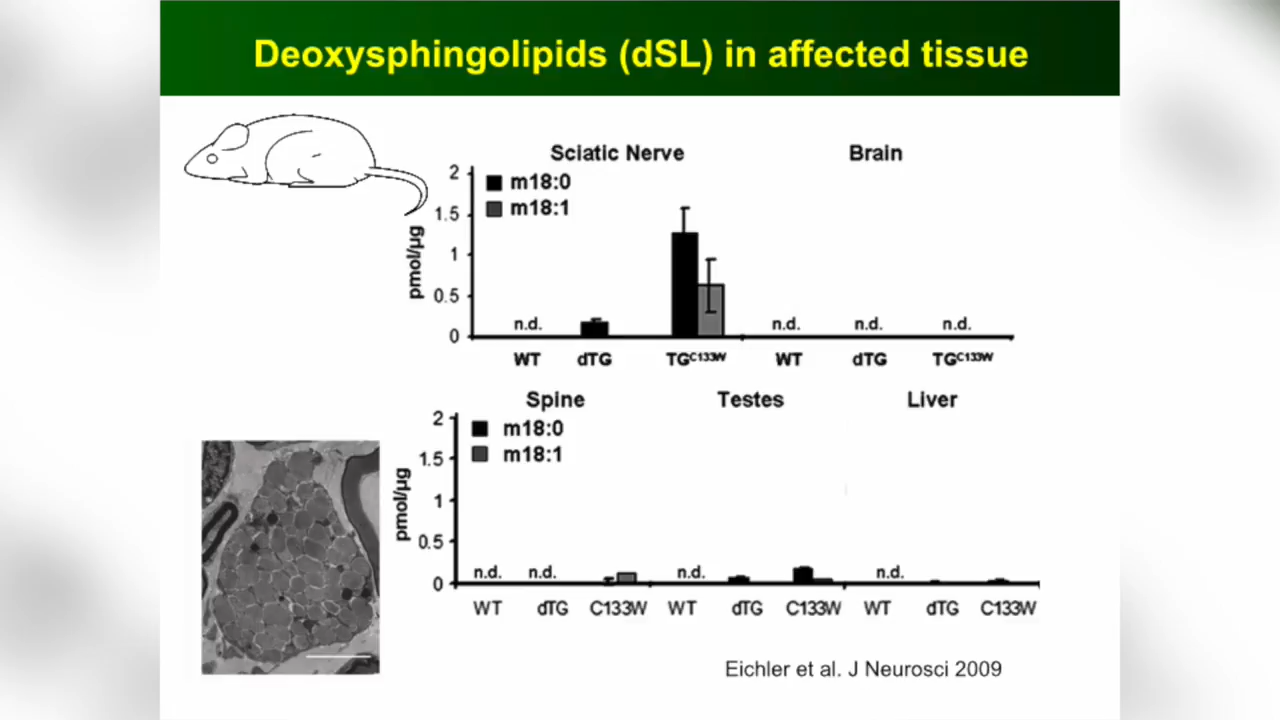 Deoxysphingolipids (dSL) in affected tissue
Sciatic Nerve Brain
2
m18:0
1.5
m18:1
pmol/µg
1
0.5
n.d. n.d. n.d. n.d.
0
WT dTG TGC133W WT dTG TGC133W
Spine Testes Liver
2
m18:0
1.5
m18:1
pmol/µg
1
0.5
n.d. n.d. n.d. n.d.
0
WT dTG C133W WT dTG C133W WT dTG C133W
Eichler et al. J Neurosci 2009